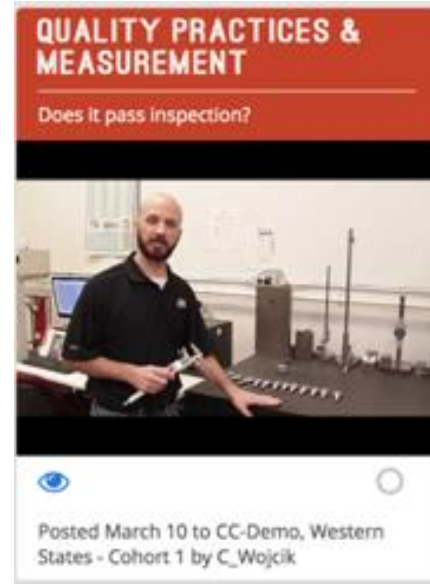 QUALITY PRACTICES &
MEASUREMENT
Does it pass inspection?
Posted March 10 to CC-Demo, Western
States - Cohort 1 by C_Wojcik